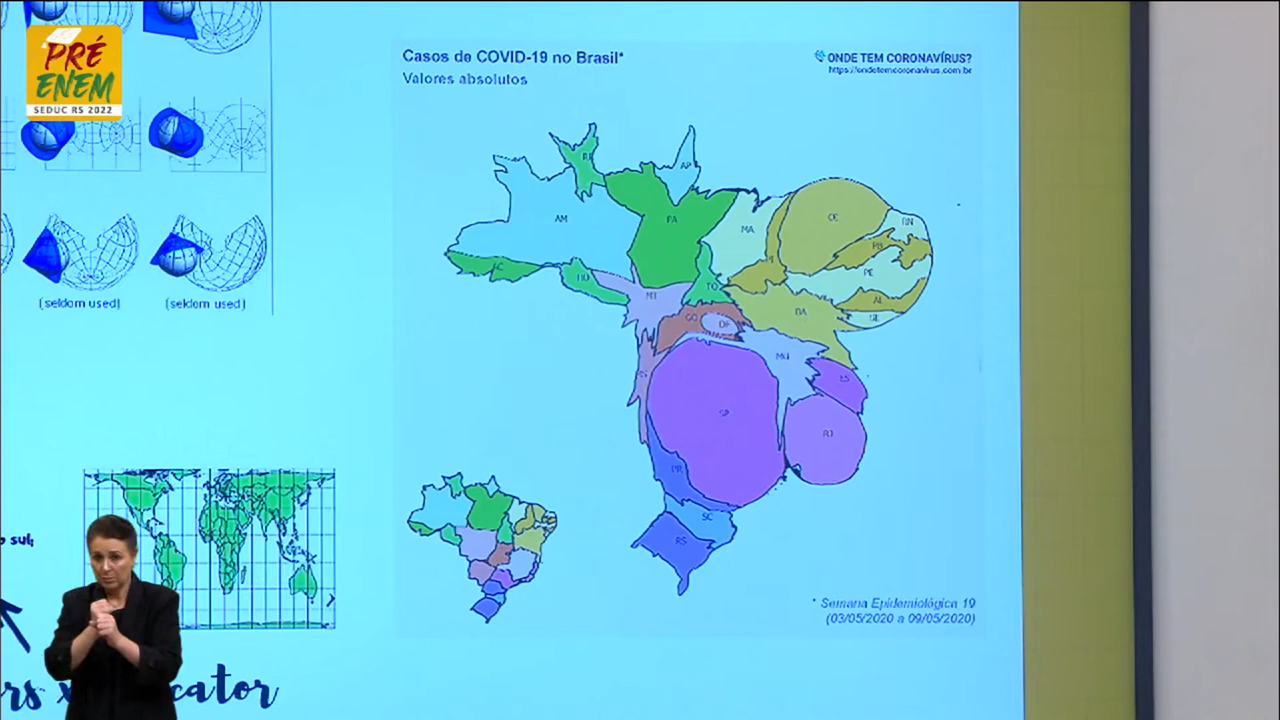 PRÉ
ENEM
SEDUC RS 2022
Casos de COVID-19 no Brasil*
Valores absolutos
ONDE TEM CORONAVÍRUS?
https://ondetemcoronavirus.com.br
RR
AP
AM
PA
MA
CE
RN
PB
PI
PE
AC
RO
TO
AL
MT
SE
BA
GO
DF
MG
MS
ES
SP
RJ
PR
SC
RS
(seldom used)
(seldom used)
sul;
* Semana Epidemiológica 19
(03/05/2020 a 09/05/2020)